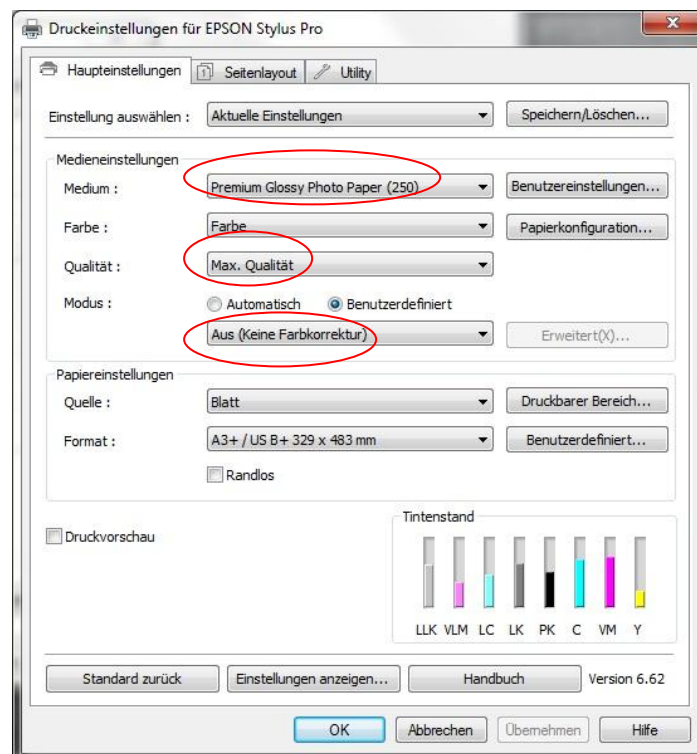 Druckeinstellungen für EPSON Stylus Pro
Haupteinstellungen Seitenlayout Utility
Einstellung auswählen : Aktuelle Einstellungen Speichern/Löschen...
Medieneinstellungen
Medium : Premium Glossy Photo Paper (250) Benutzereinstellungen...
Farbe : Farbe Papierkonfiguration...
Qualität : Max. Qualität
Modus : Automatisch Benutzerdefiniert
Aus (Keine Farbkorrektur) Erweitert(X)...
Papiereinstellungen
Quelle : Blatt Druckbarer Bereich...
Format : A3+ / US B+ 329 x 483 mm Benutzerdefiniert...
Randlos
Tintenstand
Druckvorschau
LLK VLM LC LK PK C VM Y
Standard zurück Einstellungen anzeigen... Handbuch Version 6.62
OK Abbrechen Übernehmen Hilfe